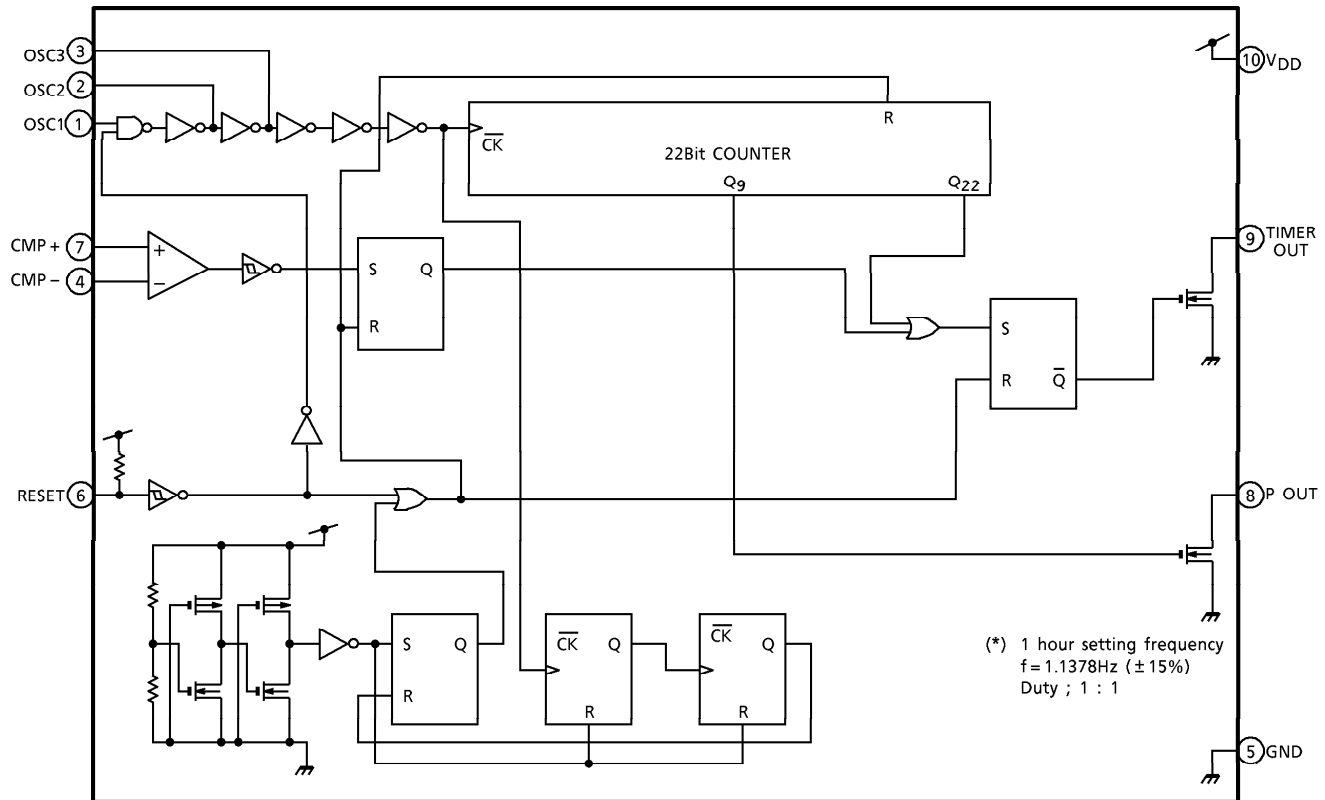 OSC3 3
OSC2 2
OSC1 1
10 VDD
R
CK
22Bit COUNTER
Q9
Q22
CMP + 7
CMP − 4
+
−
S
Q
R
9 TIMER
OUT
S
R
Q
RESET 6
8 P OUT
S
Q
R
CK
Q
R
CK
Q
R
(*) 1 hour setting frequency
f=1.1378Hz (±15%)
Duty ; 1 : 1
5 GND